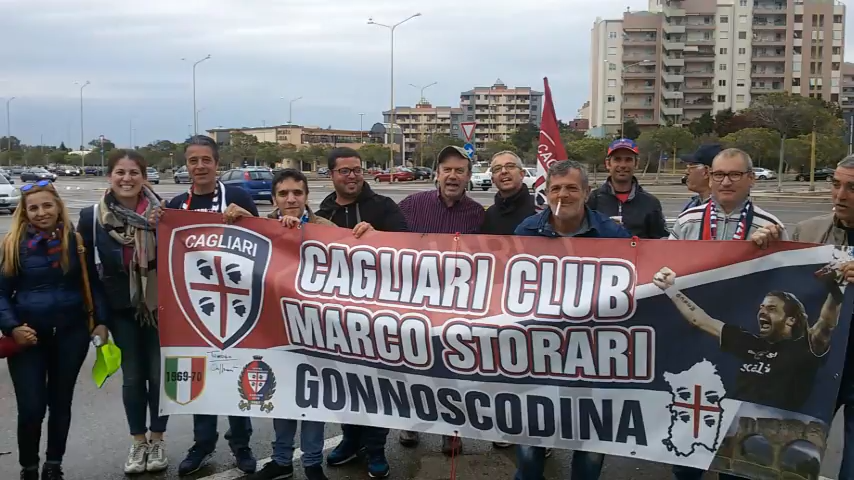 CAGLIARI
CAGLIARI CLUB
MARCO STORARI
GONNOSCODINA
1969-70